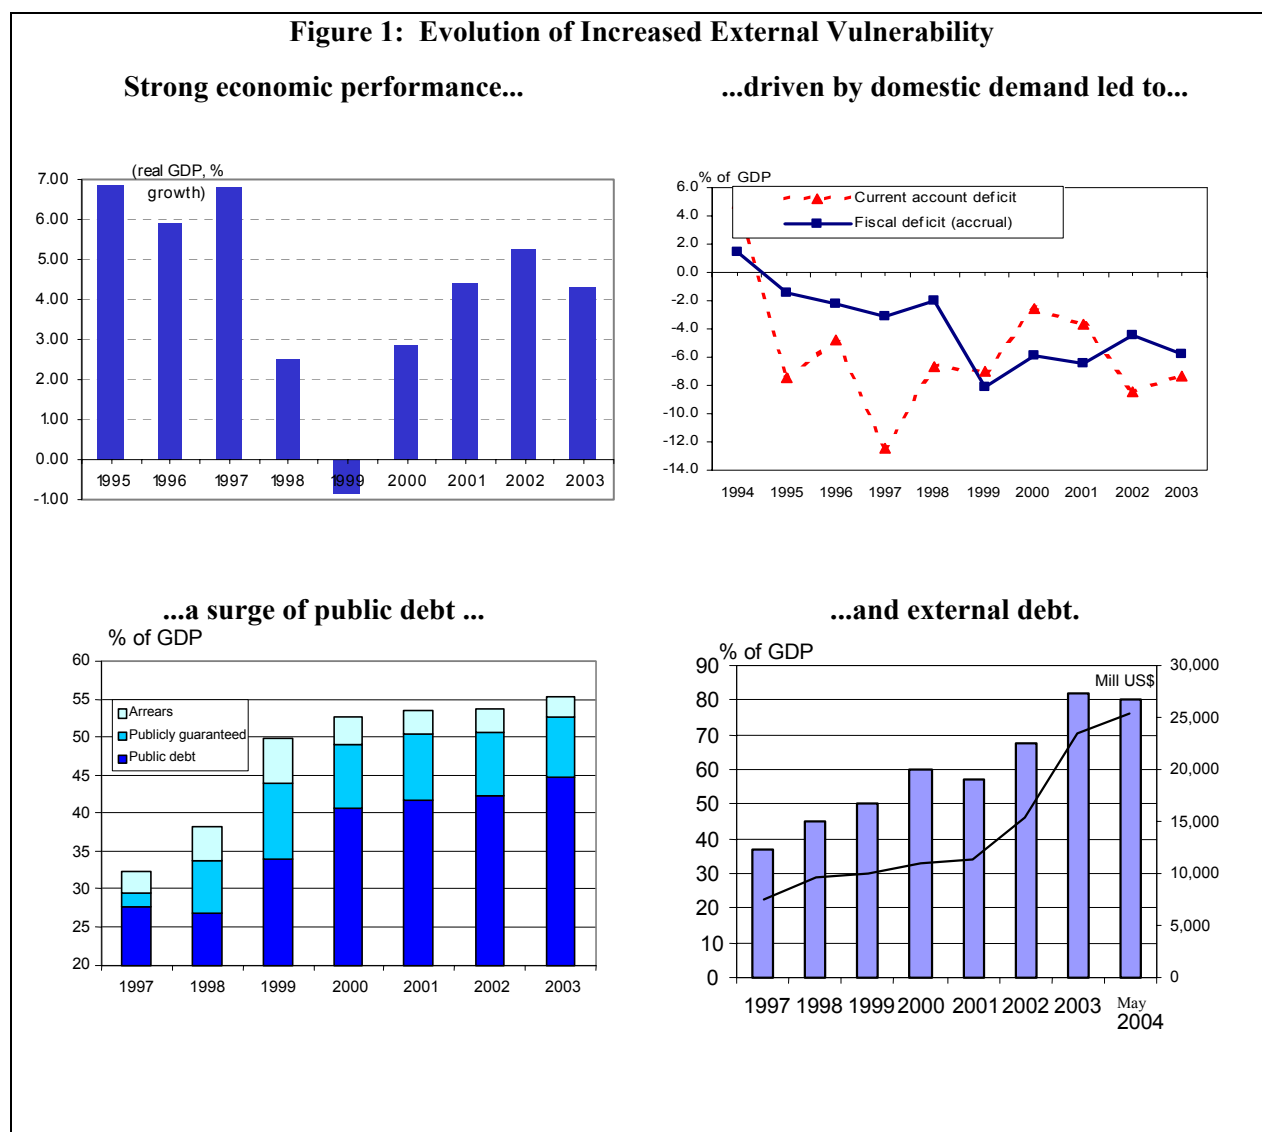 Figure 1: Evolution of Increased External Vulnerability
Strong economic performance...
...driven by domestic demand led to...
(real GDP, %
growth)
7.00
6.00
5.00
4.00
3.00
2.00
1.00
0.00
-1.00
1995 1996 1997 1998 1999 2000 2001 2002 2003
% of GDP
Current account deficit
Fiscal deficit (accrual)
6.0
4.0
2.0
0.0
-2.0
-4.0
-6.0
-8.0
-10.0
-12.0
-14.0
1994 1995 1996 1997 1998 1999 2000 2001 2002 2003
...a surge of public debt ...
% of GDP
60
55
50
45
40
35
30
25
20
Arrears
Publicly guaranteed
Public debt
1997 1998 1999 2000 2001 2002 2003
...and external debt.
% of GDP
Mill US$
90
80
70
60
50
40
30
20
10
0
30,000
25,000
20,000
15,000
10,000
5,000
0
1997 1998 1999 2000 2001 2002 2003 May
2004